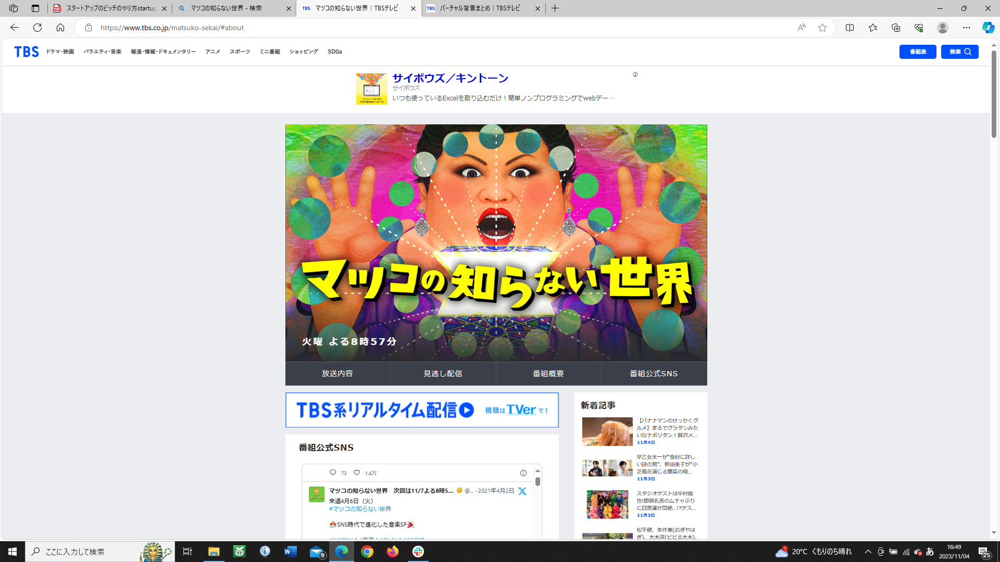 スタートアップのピッチのやり方startup
マツコの知らない世界 - 検索
TBS マツコの知らない世界｜TBSテレビ
TBS バーチャル背景まとめ｜TBSテレビ
https://www.tbs.co.jp/matsuko-sekai/#about
TBS ドラマ・映画 バラエティ・音楽 報道・情報・ドキュメンタリー アニメ スポーツ ミニ番組 ショッピング SDGs 番組表 検索
サイボウズ／キントーン
サイボウズ
いつも使っているExcelを取り込むだけ！簡単ノンプログラミングでwebデー…
マツコの知らない世界
火曜 よる8時57分
放送内容 見逃し配信 番組概要 番組公式SNS
TBS系リアルタイム配信 視聴はTVerで！
番組公式SNS
73 1.4万
マツコの知らない世界 次回は11/7よる8時5... @.. · 2021年4月2日
来週4月6日（火）
#マツコの知らない世界
SNS時代で進化した音楽SP
新着記事
【バナナマンのせっかくグ
ルメ】まるでグラタンみた
いなナポリタン！贅沢メ...
11月4日
早乙女太一が“食材に詳し
い謎の男”、釈由美子が“小
芝風花演じる蘭菜の母...
11月3日
スタジオゲストは中村倫
也!即興名言のムチャぶり
に目黒蓮が悶絶...!?ゲス...
11月3日
松平健、矢作兼(おぎやは
ぎ)、大木淳(ビビる大木)、
ここに入力して検索
9
1
20°C くもりのち晴れ
あ
16:49
2023/11/04
25